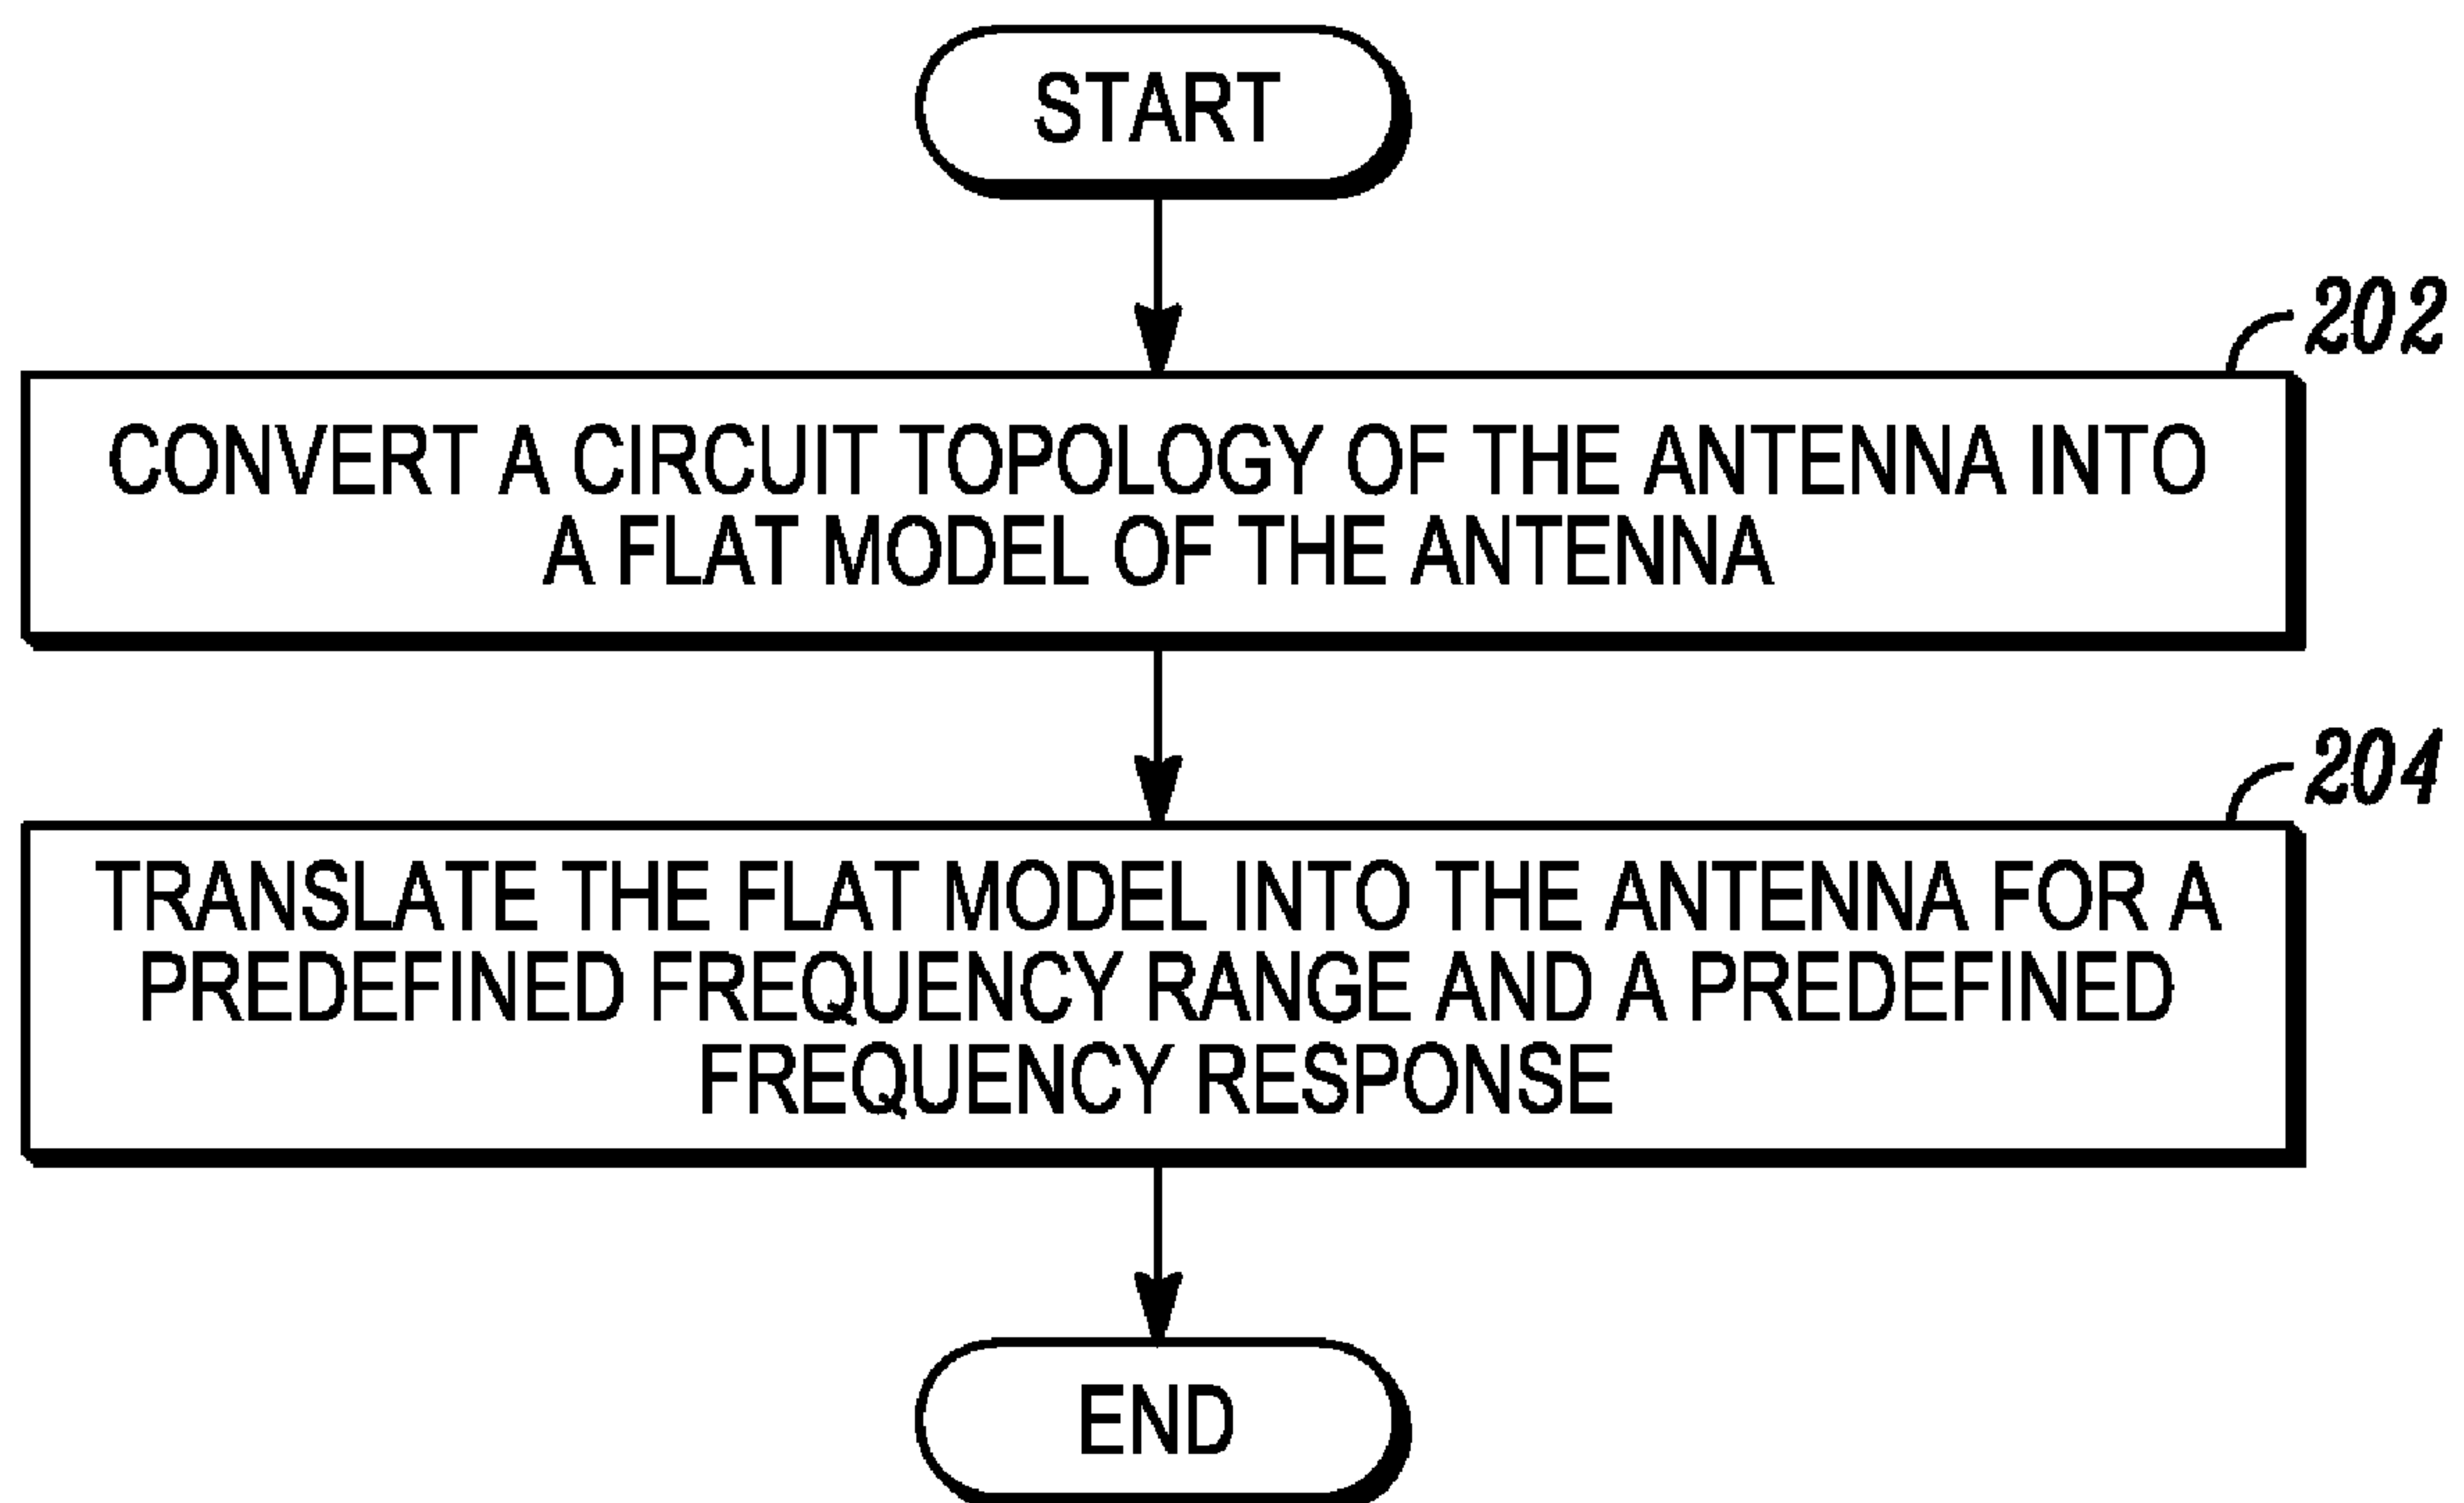 START
202
CONVERT A CIRCUIT TOPOLOGY OF THE ANTENNA INTO
A FLAT MODEL OF THE ANTENNA
204
TRANSLATE THE FLAT MODEL INTO THE ANTENNA FOR A
PREDEFINED FREQUENCY RANGE AND A PREDEFINED
FREQUENCY RESPONSE
END